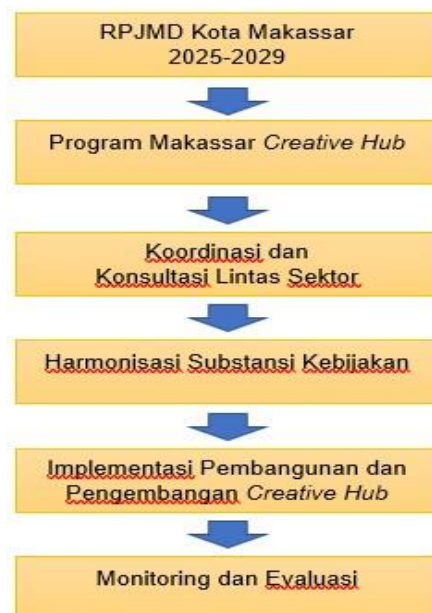 RPJMD Kota Makassar
2025-2029
Program Makassar Creative Hub
Koordinasi dan
Konsultasi Lintas Sektor
Harmonisasi Substansi Kebijakan
Implementasi Pembangunan dan
Pengembangan Creative Hub
Monitoring dan Evaluasi